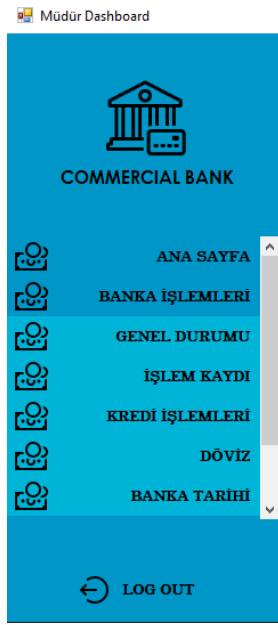 Müdür Dashboard
COMMERCIAL BANK
ANA SAYFA
BANKA İŞLEMLERİ
GENEL DURUMU
İŞLEM KAYDI
KREDİ İŞLEMLERİ
DÖVİZ
BANKA TARİHİ
LOG OUT